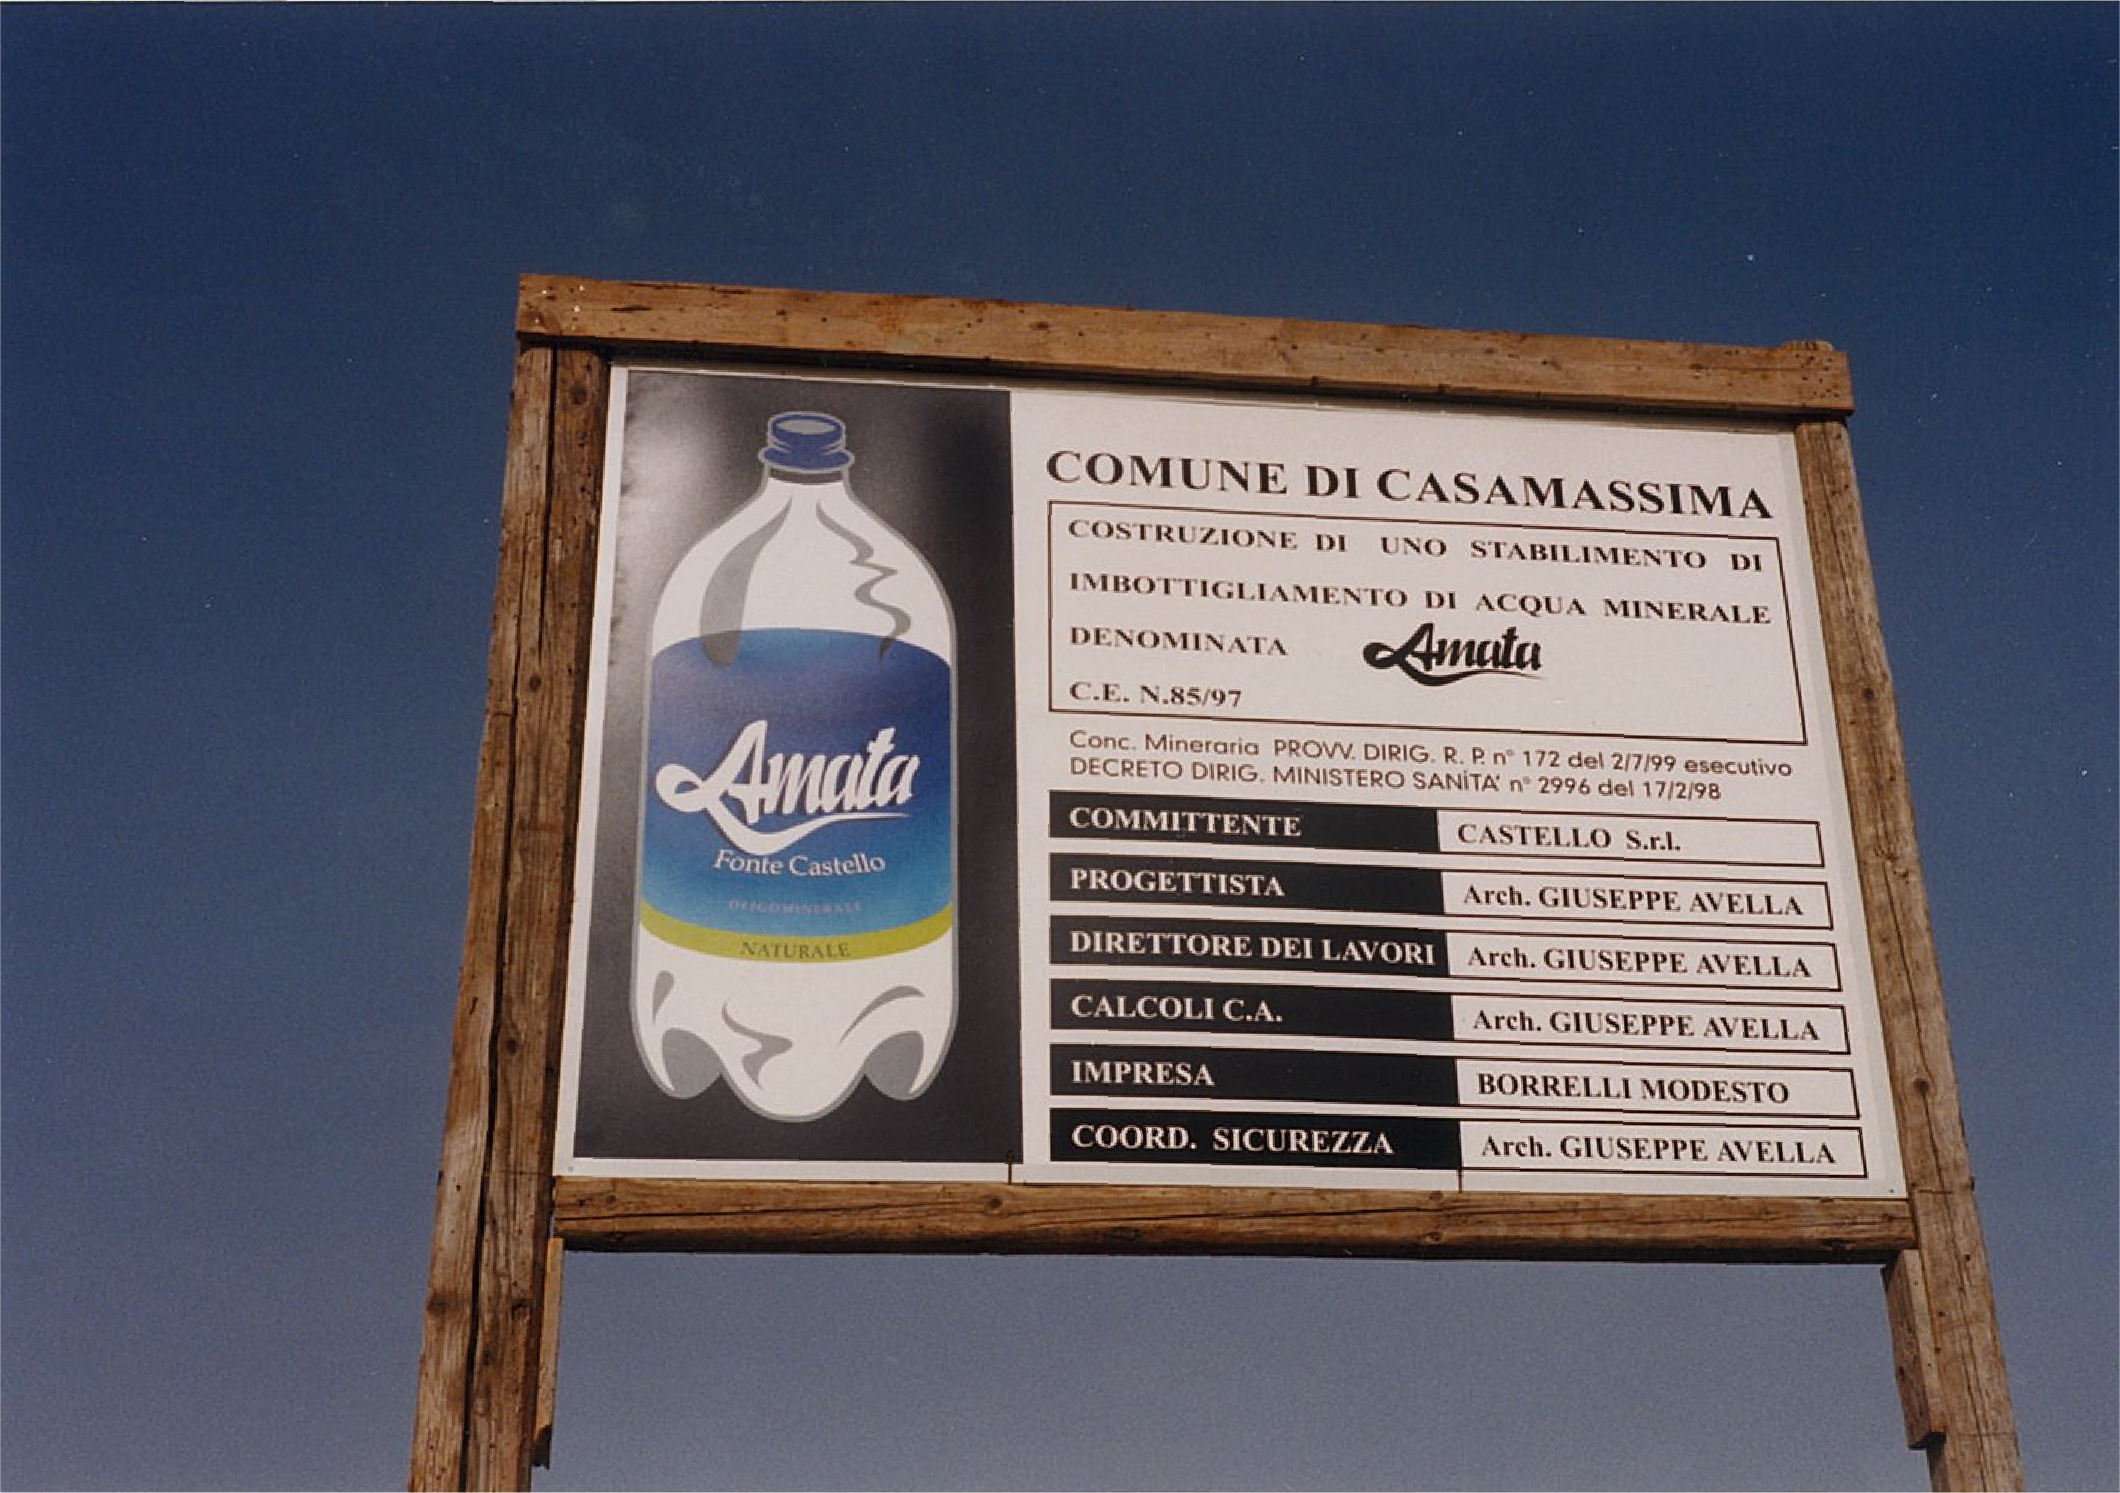 Amata
Fonte Castello
OLIGOMINERALE
NATURALE
COMUNE DI CASAMASSIMA
COSTRUZIONE DI UNO STABILIMENTO DI
IMBOTTIGLIAMENTO DI ACQUA MINERALE
DENOMINATA Amata
C.E. N.85/97
Conc. Mineraria PROVV. DIRIG. R. P. n° 172 del 2/7/99 esecutivo
DECRETO DIRIG. MINISTERO SANITA' n° 2996 del 17/2/98
COMMITTENTE CASTELLO S.r.l.
PROGETTISTA Arch. GIUSEPPE AVELLA
DIRETTORE DEI LAVORI Arch. GIUSEPPE AVELLA
CALCOLI C.A. Arch. GIUSEPPE AVELLA
IMPRESA BORRELLI MODESTO
COORD. SICUREZZA Arch. GIUSEPPE AVELLA